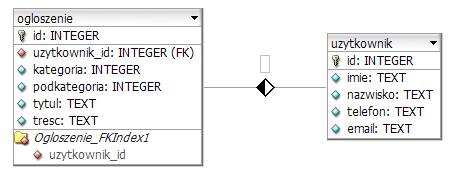 ogloszenie
id: INTEGER
uzytkownik_id: INTEGER (FK)
kategoria: INTEGER
podkategoria: INTEGER
tytul: TEXT
tresc: TEXT
Ogloszenie_FKIndex1
uzytkownik_id
uzytkownik
id: INTEGER
imie: TEXT
nazwisko: TEXT
telefon: TEXT
email: TEXT